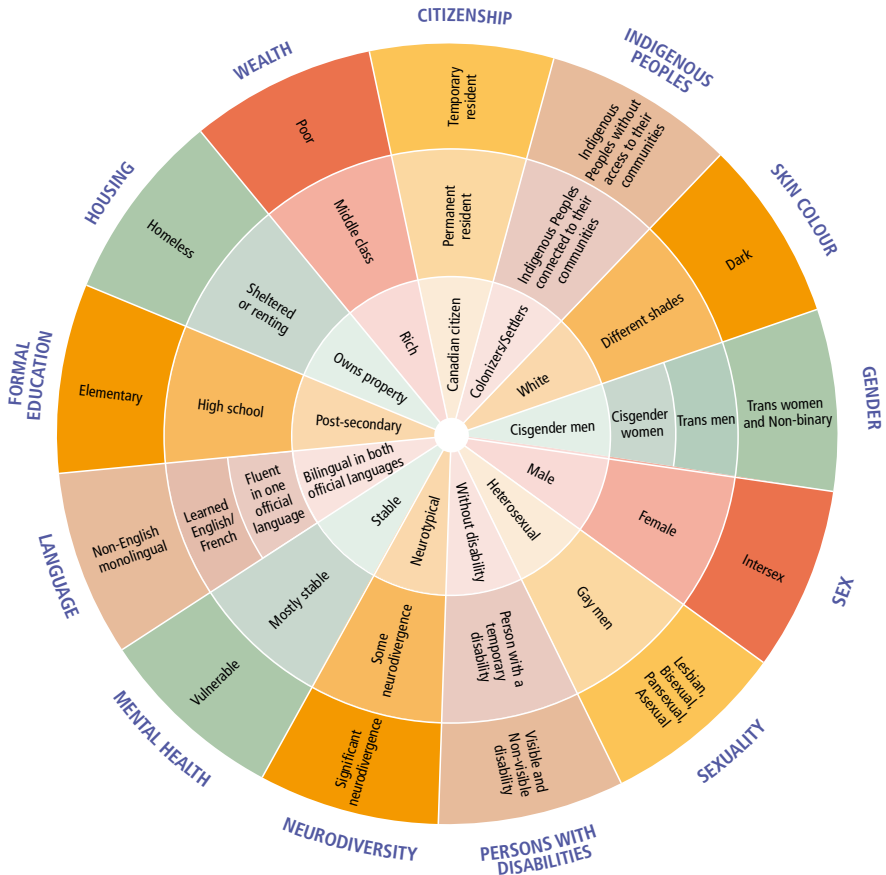 CITIZENSHIP
Temporary
resident
Permanent
resident
Canadian citizen
INDIGENOUS
PEOPLES
Indigenous
Peoples without
access to their
communities
Indigenous Peoples
connected to their
communities
Colonizers/Settlers
SKIN COLOUR
Dark
Different shades
White
GENDER
Trans women
and Non-binary
Trans men
Cisgender
women
Cisgender men
SEX
Intersex
Female
Male
SEXUALITY
Lesbian,
Bisexual,
Pansexual,
Asexual
Gay men
Heterosexual
PERSONS WITH
DISABILITIES
Visible and
Non-visible
disability
Person with a
temporary
disability
Without disability
NEURODIVERSITY
Significant
neurodivergence
Some
neurodivergence
Neurotypical
MENTAL HEALTH
Vulnerable
Mostly stable
Stable
LANGUAGE
Non-English
monolingual
Learned
English/
French
Fluent
in one
official
language
Bilingual in both
official languages
FORMAL
EDUCATION
Elementary
High school
Post-secondary
HOUSING
Homeless
Sheltered
or renting
Owns property
WEALTH
Poor
Middle class
Rich